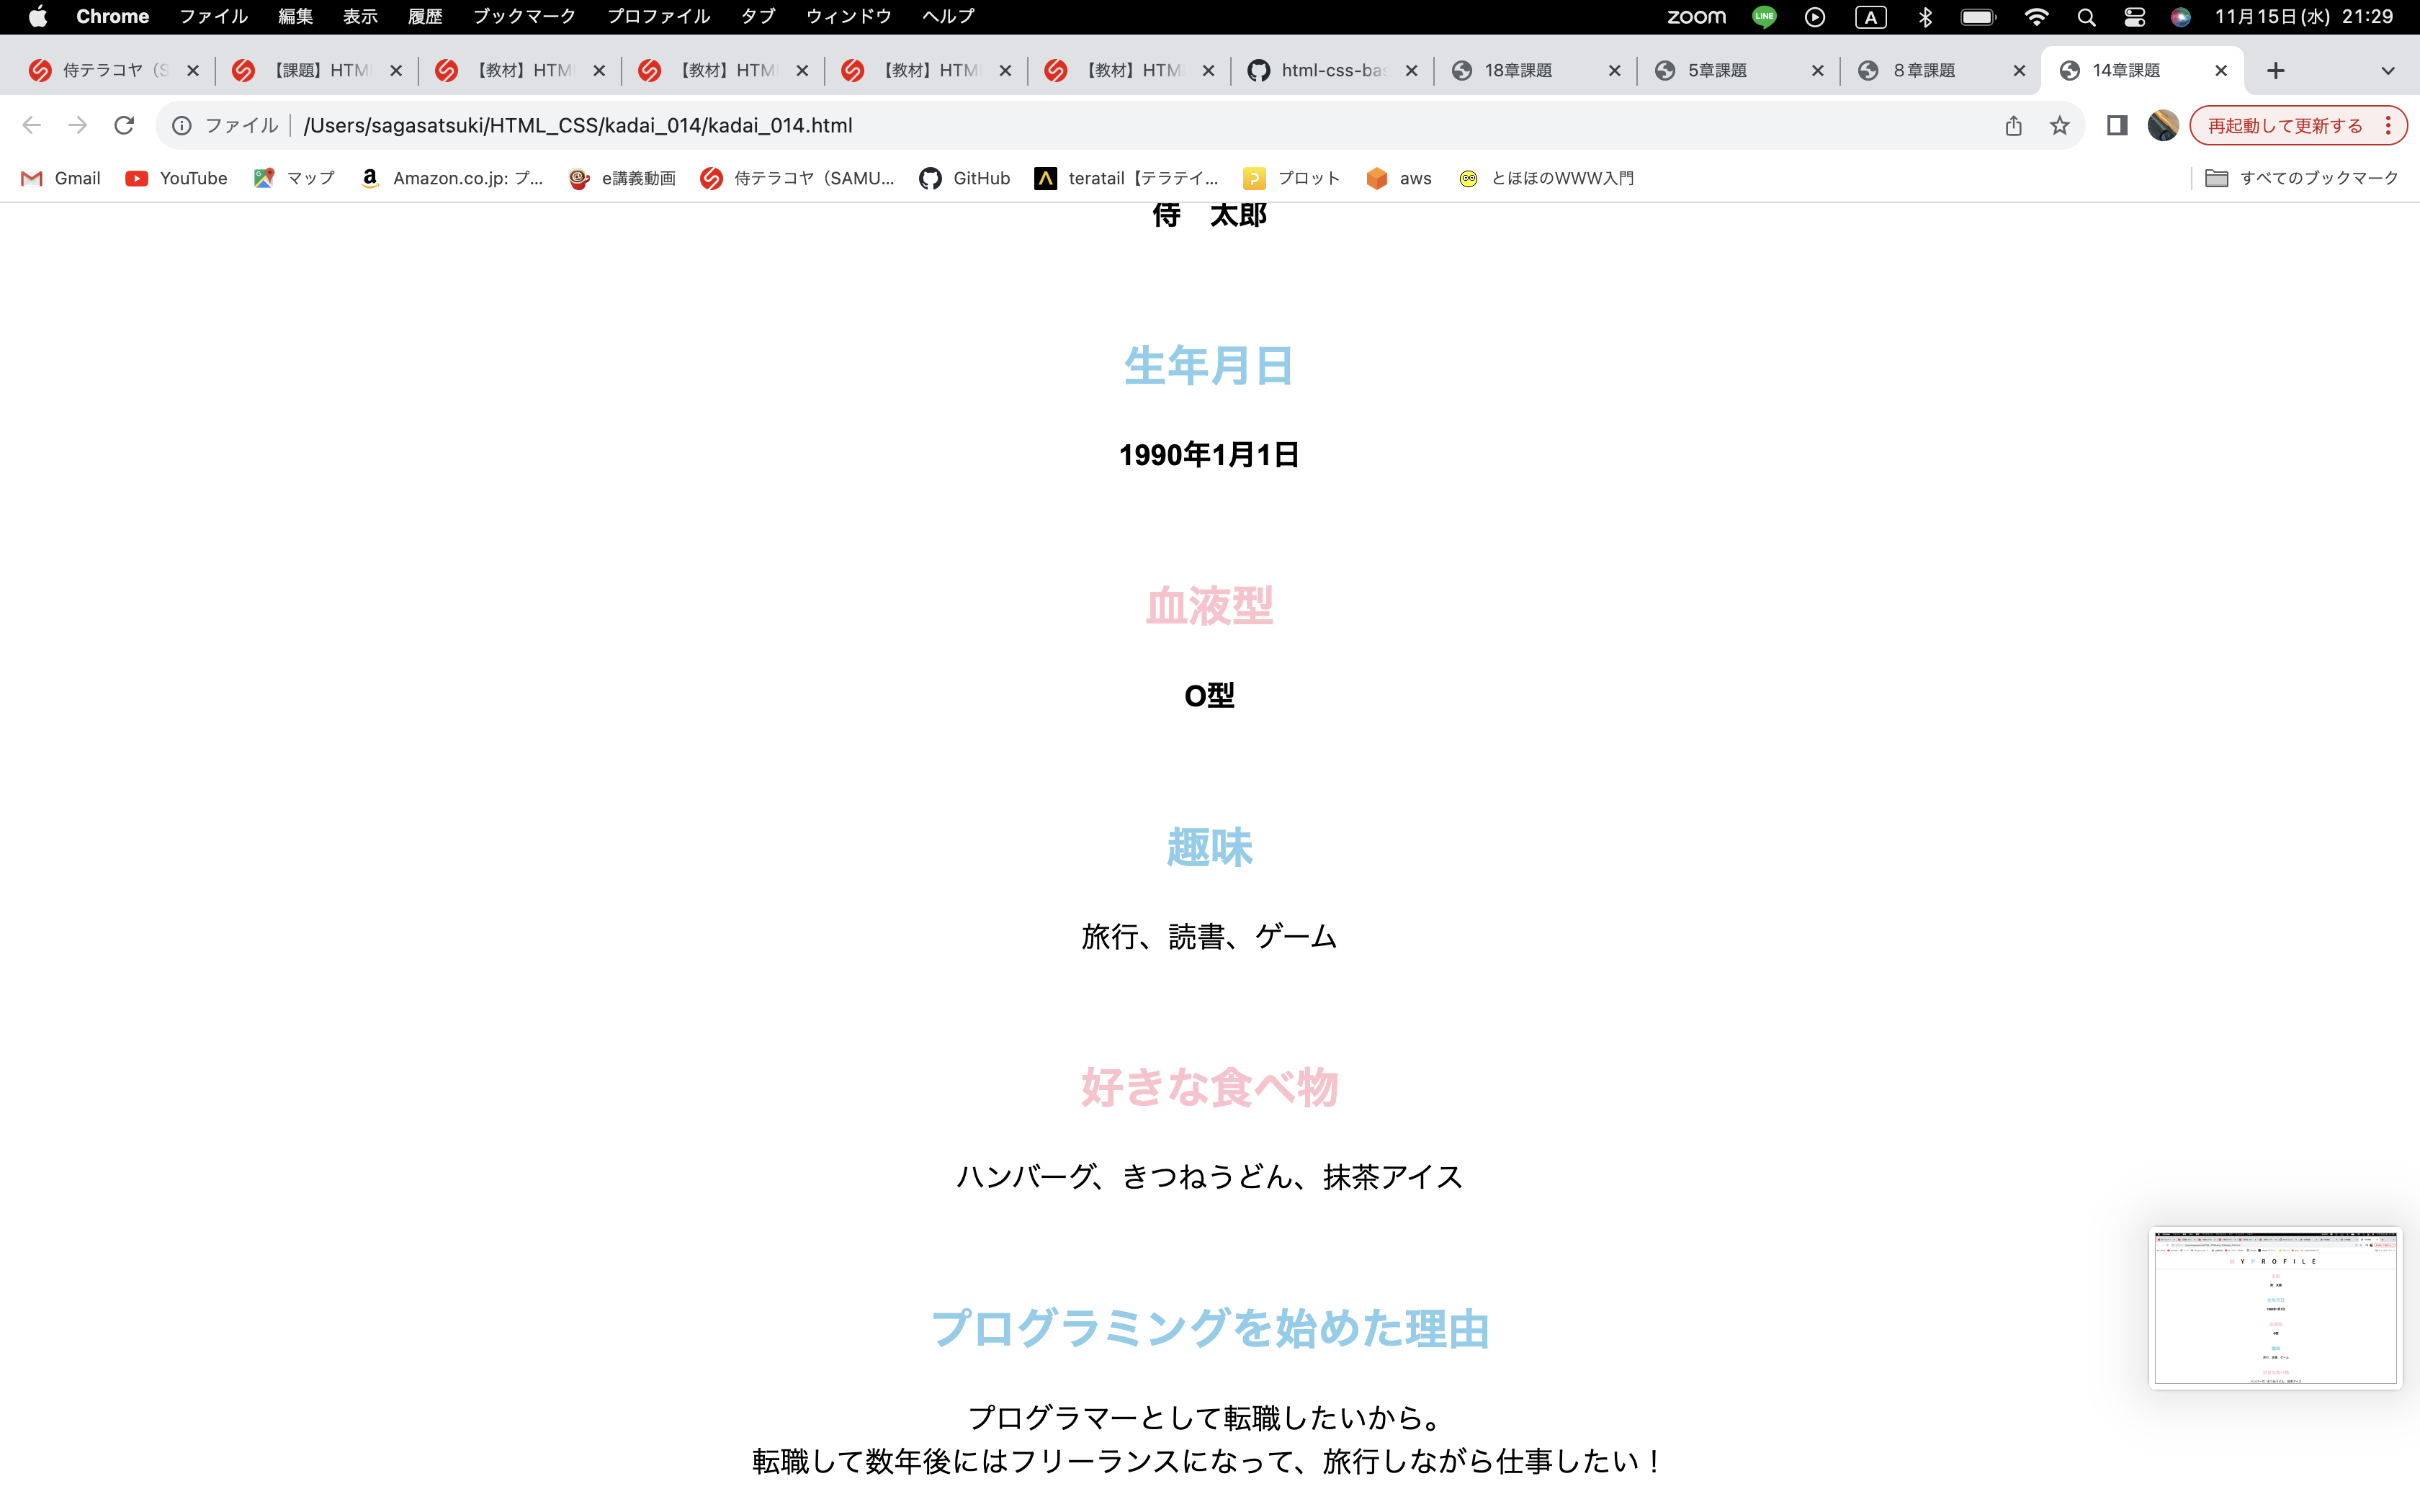 Chrome ファイル 編集 表示 履歴 ブックマーク プロファイル タブ ウィンドウ ヘルプ zoom LINE A 11月15日(水) 21:29
侍テラコヤ（S 【課題】HTM 【教材】HTM 【教材】HTM 【教材】HTM 【教材】HTM html-css-bas 18章課題 5章課題 ８章課題 14章課題
ファイル /Users/sagasatsuki/HTML_CSS/kadai_014/kadai_014.html 再起動して更新する
Gmail YouTube マップ Amazon.co.jp: プ... e講義動画 侍テラコヤ（SAMU... GitHub teratail【テラテイ... プロット aws とほほのWWW入門 すべてのブックマーク
侍　太郎
生年月日
1990年1月1日
血液型
O型
趣味
旅行、読書、ゲーム
好きな食べ物
ハンバーグ、きつねうどん、抹茶アイス
プログラミングを始めた理由
プログラマーとして転職したいから。
転職して数年後にはフリーランスになって、旅行しながら仕事したい！
M Y P R O F I L E